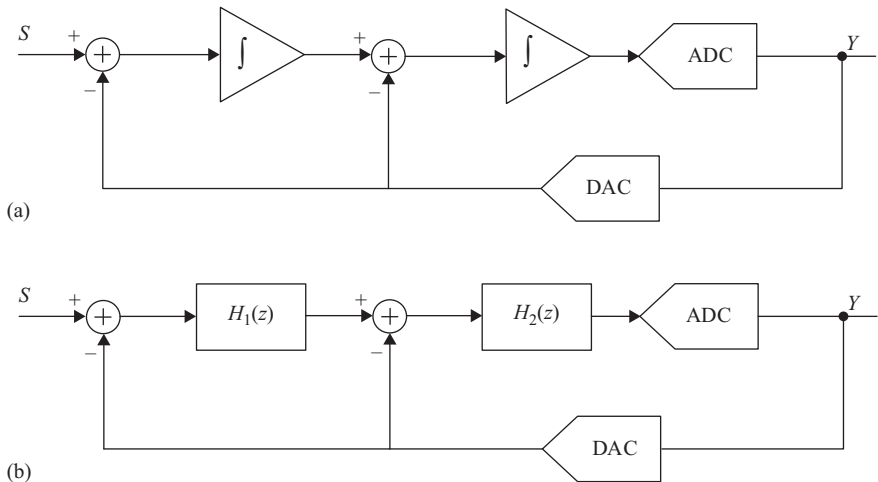 S + + ∫ + + ∫ ADC Y
− −
DAC
(a)
S + + H₁(z) + + H₂(z) ADC Y
− −
DAC
(b)